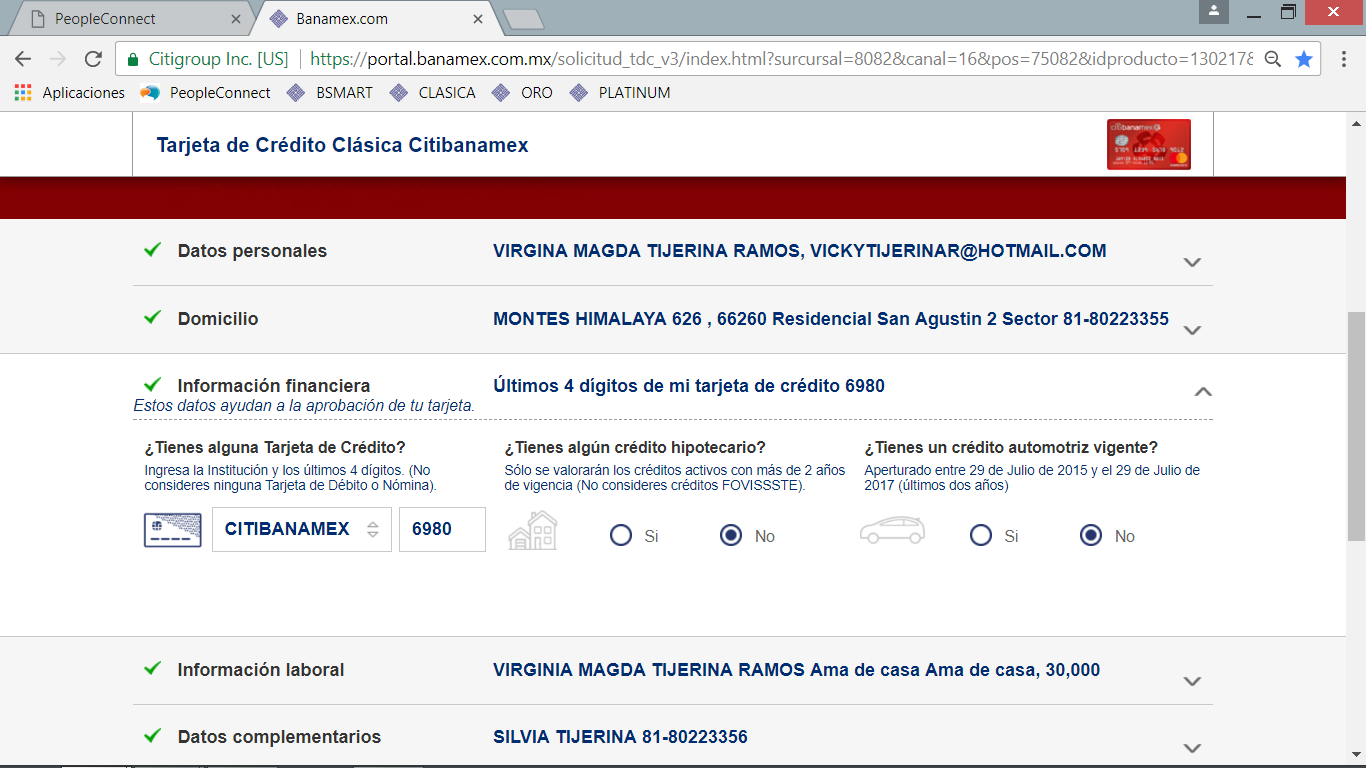 PeopleConnect
Banamex.com
Citigroup Inc. [US] https://portal.banamex.com.mx/solicitud_tdc_v3/index.html?surcursal=8082&canal=16&pos=75082&idproducto=130217&
Aplicaciones PeopleConnect BSMART CLASICA ORO PLATINUM
Tarjeta de Crédito Clásica Citibanamex
citibanamex
Datos personales VIRGINA MAGDA TIJERINA RAMOS, VICKYTIJERINAR@HOTMAIL.COM
Domicilio MONTES HIMALAYA 626 , 66260 Residencial San Agustin 2 Sector 81-80223355
Información financiera Últimos 4 dígitos de mi tarjeta de crédito 6980
Estos datos ayudan a la aprobación de tu tarjeta.
¿Tienes alguna Tarjeta de Crédito? ¿Tienes algún crédito hipotecario? ¿Tienes un crédito automotriz vigente?
Ingresa la Institución y los últimos 4 dígitos. (No Sólo se valorarán los créditos activos con más de 2 años Aperturado entre 29 de Julio de 2015 y el 29 de Julio de
consideres ninguna Tarjeta de Débito o Nómina). de vigencia (No consideres créditos FOVISSSTE). 2017 (últimos dos años)
CITIBANAMEX 6980 Si No Si No
Información laboral VIRGINIA MAGDA TIJERINA RAMOS Ama de casa Ama de casa, 30,000
Datos complementarios SILVIA TIJERINA 81-80223356